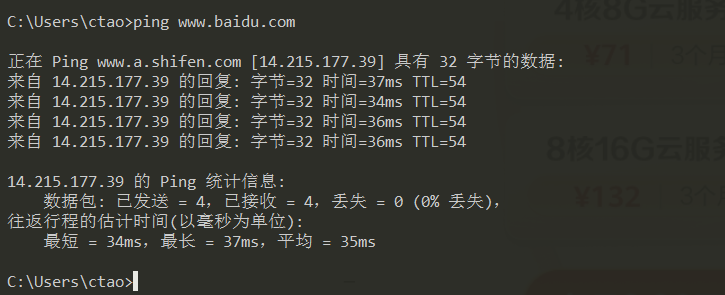 C:\Users\ctao>ping www.baidu.com
正在 Ping www.a.shifen.com [14.215.177.39] 具有 32 字节的数据:
来自 14.215.177.39 的回复: 字节=32 时间=37ms TTL=54
来自 14.215.177.39 的回复: 字节=32 时间=34ms TTL=54
来自 14.215.177.39 的回复: 字节=32 时间=36ms TTL=54
来自 14.215.177.39 的回复: 字节=32 时间=36ms TTL=54
14.215.177.39 的 Ping 统计信息:
数据包: 已发送 = 4，已接收 = 4，丢失 = 0 (0% 丢失)，
往返行程的估计时间(以毫秒为单位):
最短 = 34ms，最长 = 37ms，平均 = 35ms
C:\Users\ctao>
4核8G云服务
¥71 3个月
8核16G云服务
¥132 3个月